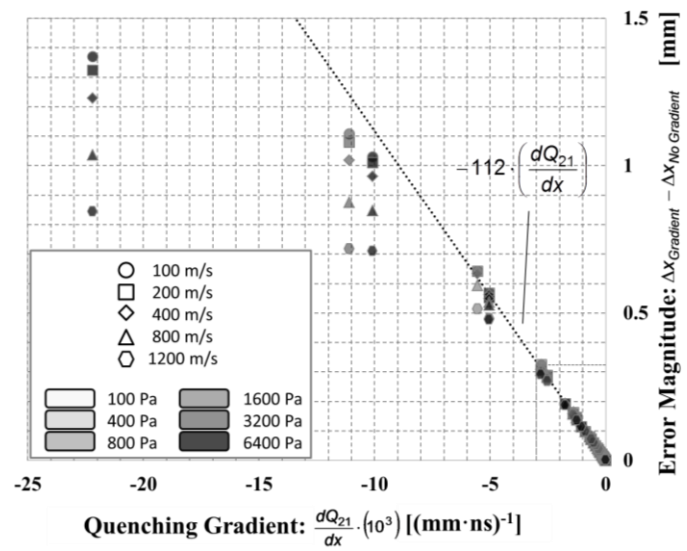 1.5
1
0.5
0
Error Magnitude: Δx_Gradient − Δx_No Gradient [mm]
−112·(dQ₂₁/dx)
100 m/s
200 m/s
400 m/s
800 m/s
1200 m/s
100 Pa 1600 Pa
400 Pa 3200 Pa
800 Pa 6400 Pa
-25 -20 -15 -10 -5 0
Quenching Gradient: dQ₂₁/dx·(10³) [(mm·ns)⁻¹]